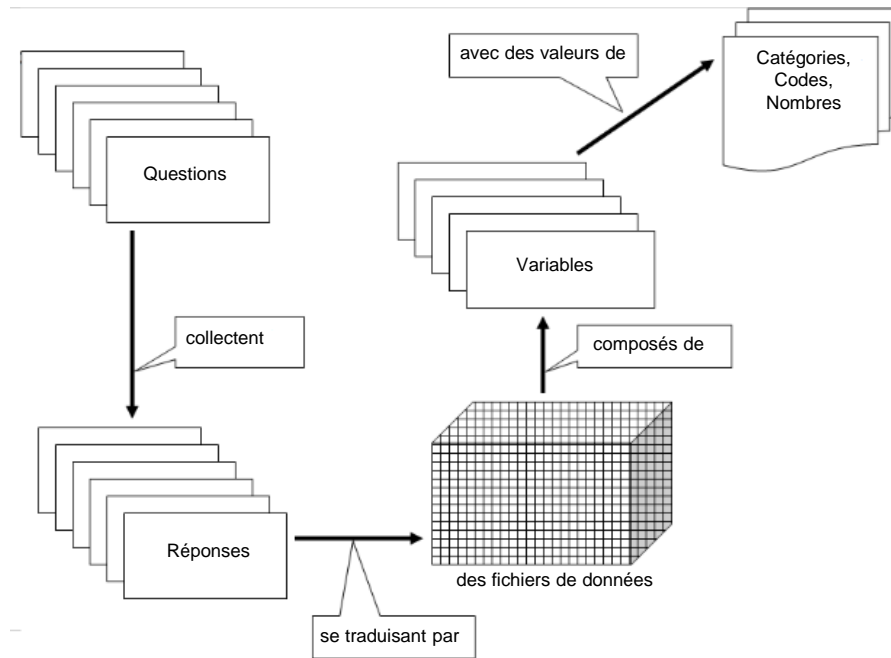 avec des valeurs de
Catégories,
Codes,
Nombres
Questions
Variables
collectent
composés de
Réponses
des fichiers de données
se traduisant par